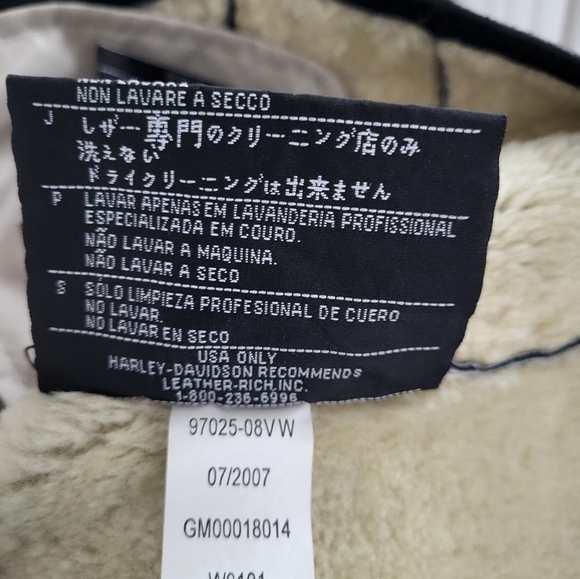 NON LAVARE A SECCO
J レザー専門のクリーニング店のみ
洗えない
ドライクリーニングは出来ません
P LAVAR APENAS EM LAVANDERIA PROFISSIONAL
ESPECIALIZADA EM COURO.
NÃO LAVAR A MAQUINA.
NÃO LAVAR A SECO
S SÓLO LIMPIEZA PROFESIONAL DE CUERO
NO LAVAR.
NO LAVAR EN SECO
USA ONLY
HARLEY-DAVIDSON RECOMMENDS
LEATHER-RICH,INC.
1-800-236-6996
97025-08VW
07/2007
GM00018014